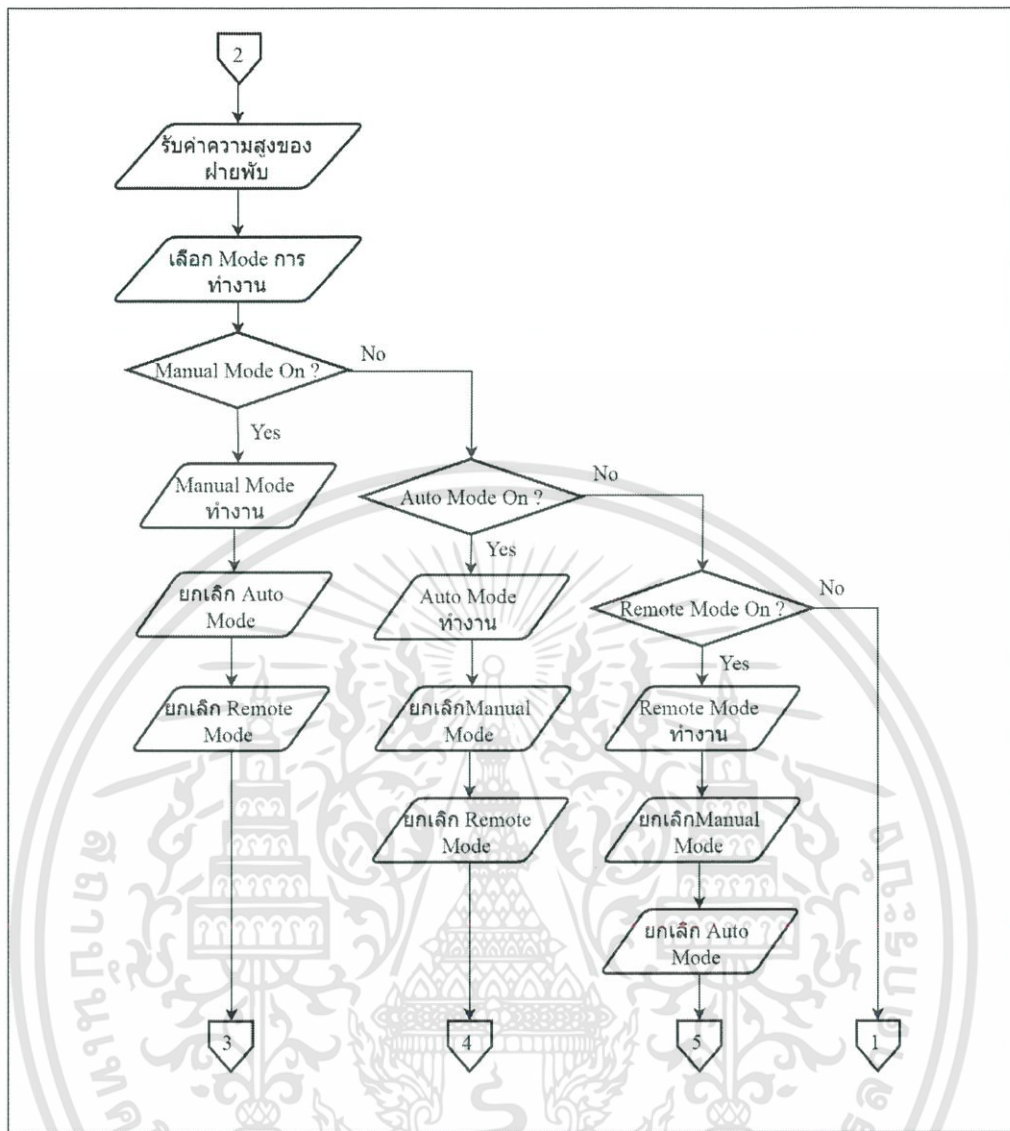 2
รับค่าความสูงของ
ฝายพับ
เลือก Mode การ
ทำงาน
Manual Mode On ?
No
Yes
Manual Mode
ทำงาน
ยกเลิก Auto
Mode
ยกเลิก Remote
Mode
3
Auto Mode On ?
No
Yes
Auto Mode
ทำงาน
ยกเลิกManual
Mode
ยกเลิก Remote
Mode
4
Remote Mode On ?
No
Yes
Remote Mode
ทำงาน
ยกเลิกManual
Mode
ยกเลิก Auto
Mode
5
1